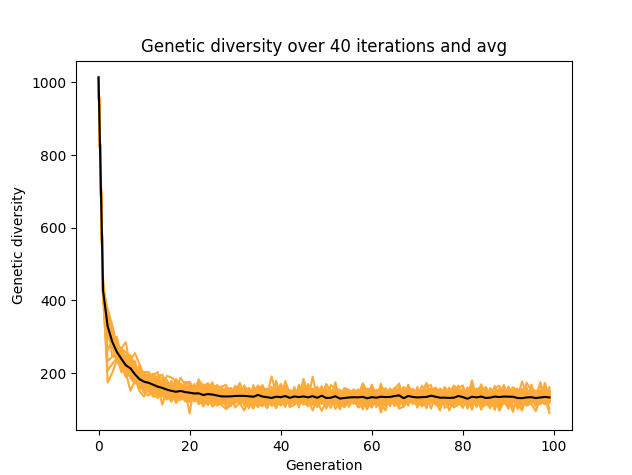 Genetic diversity over 40 iterations and avg
1000
800
600
400
200
Genetic diversity
0 20 40 60 80 100
Generation